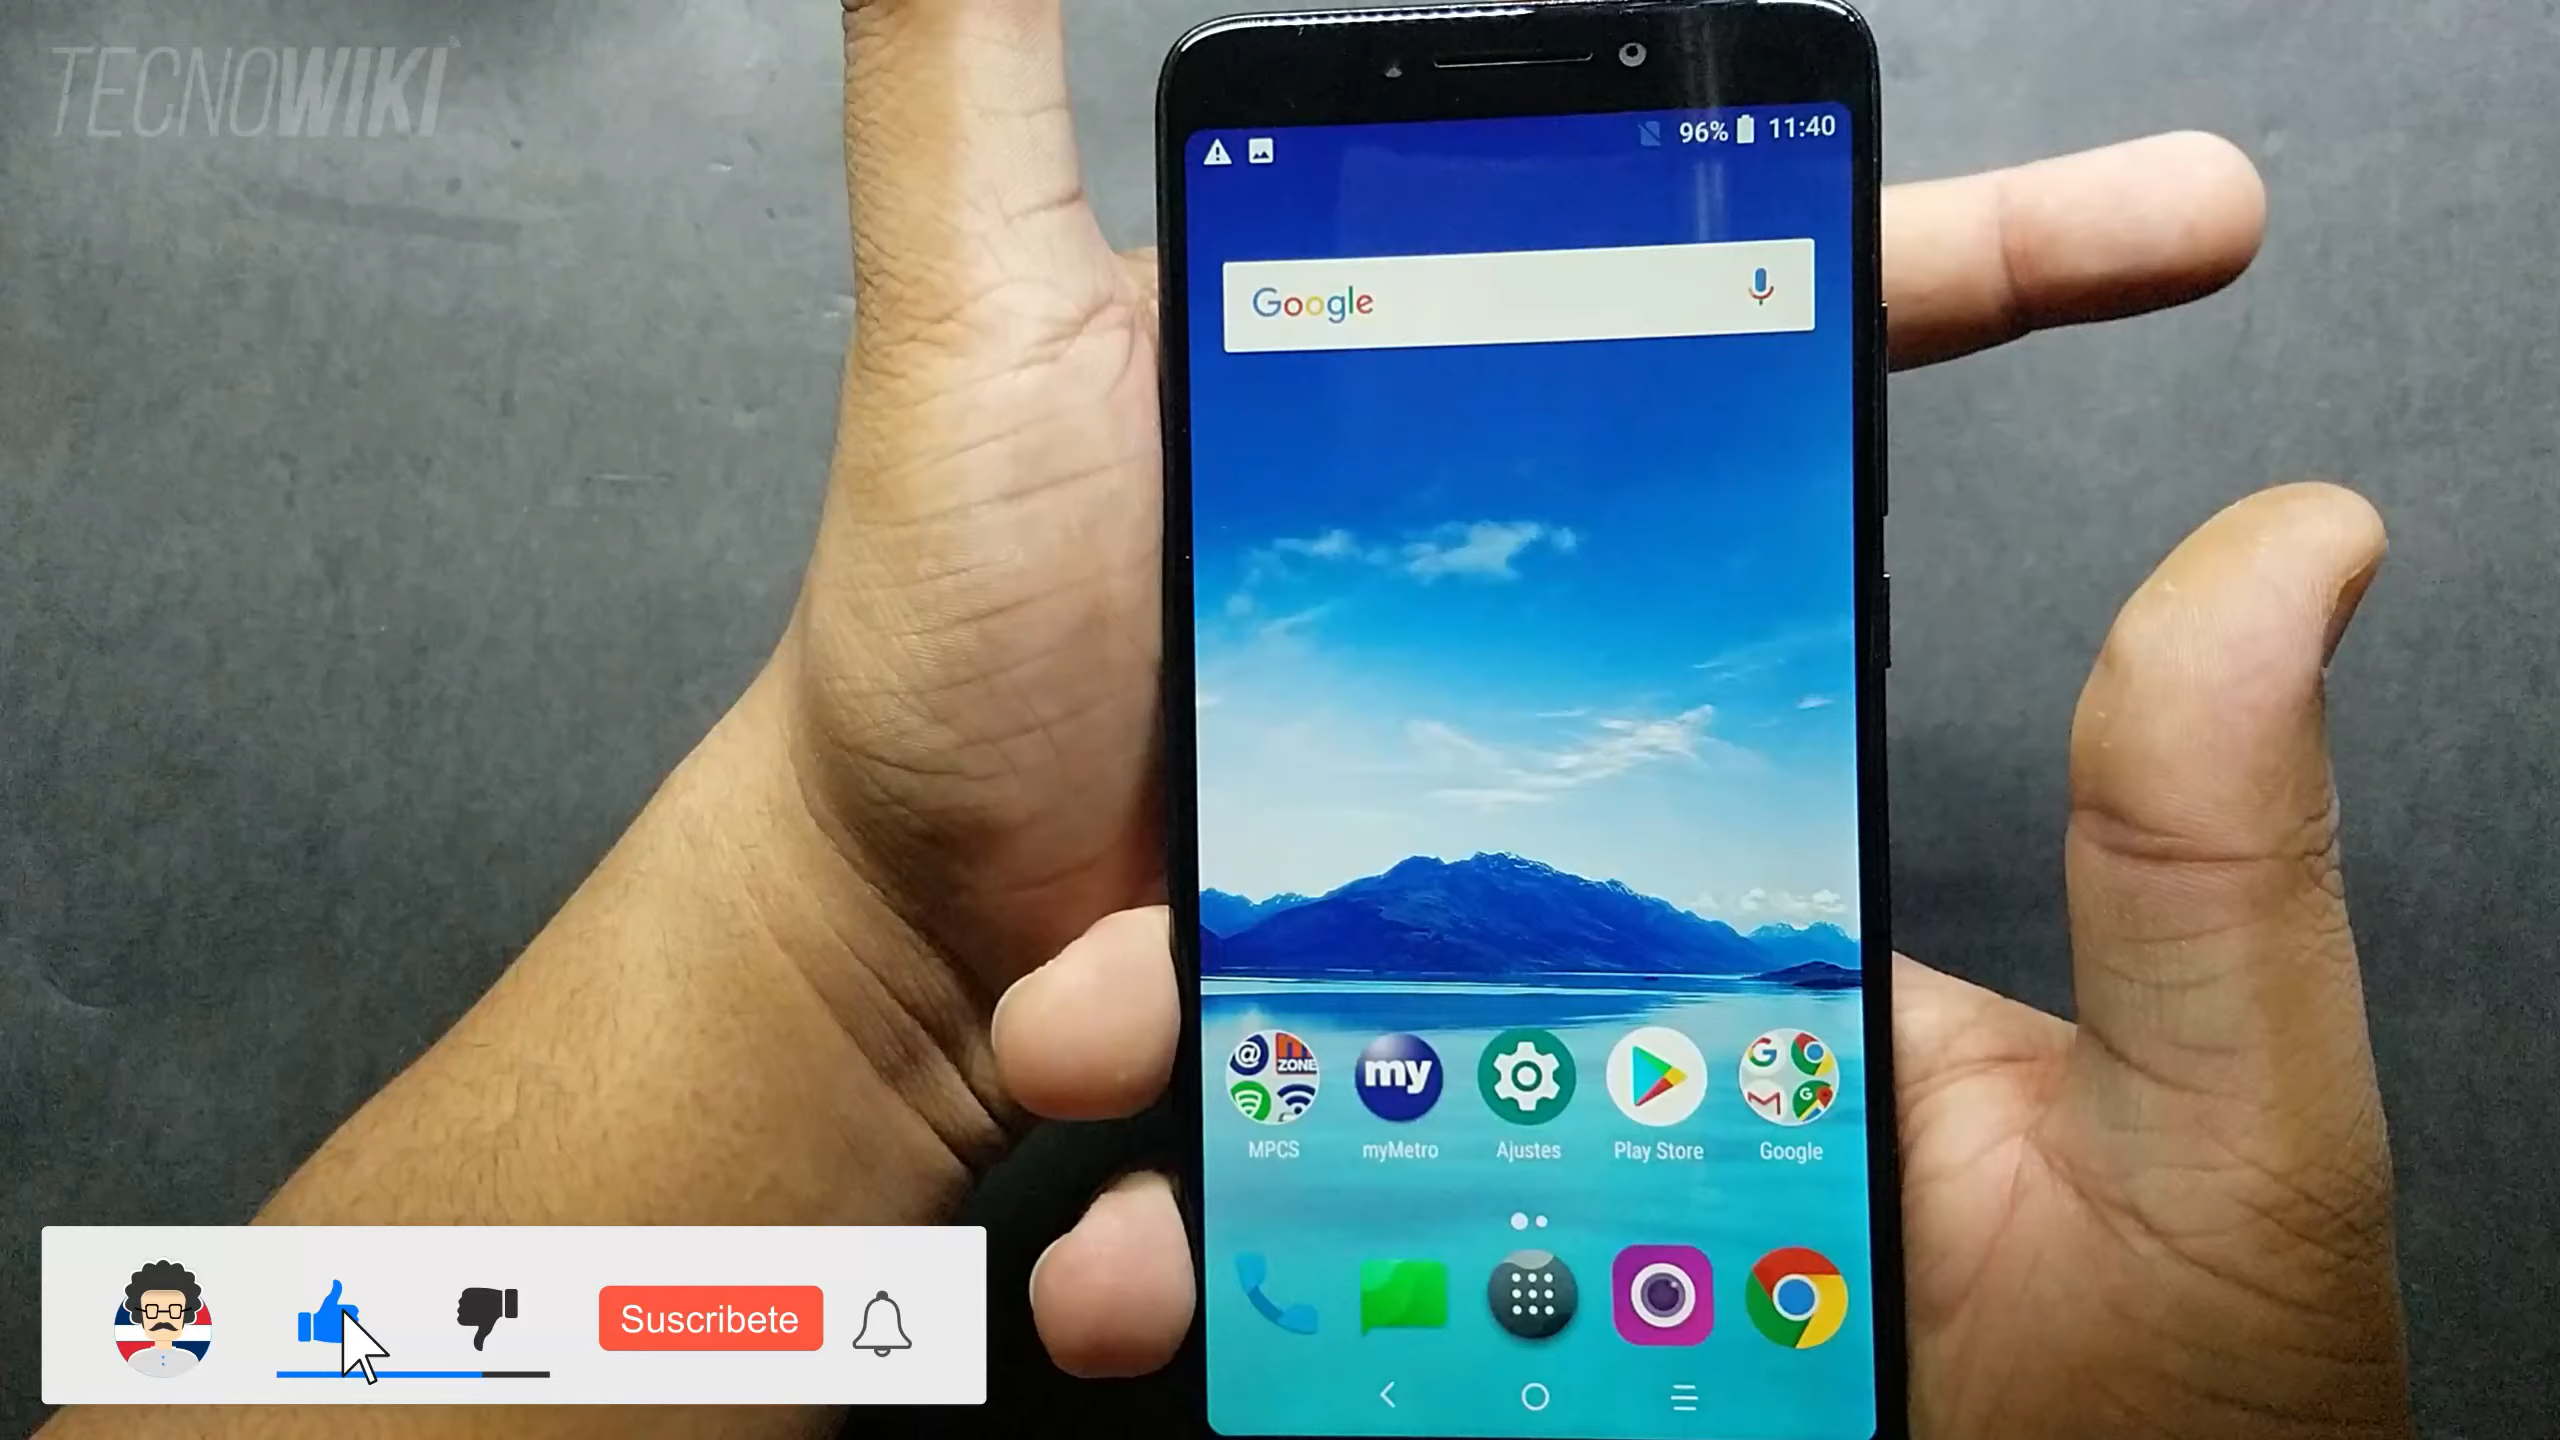 TECNOWIKI
96% 11:40
Google
@ ZONE
my
MPCS myMetro Ajustes Play Store Google
Suscribete